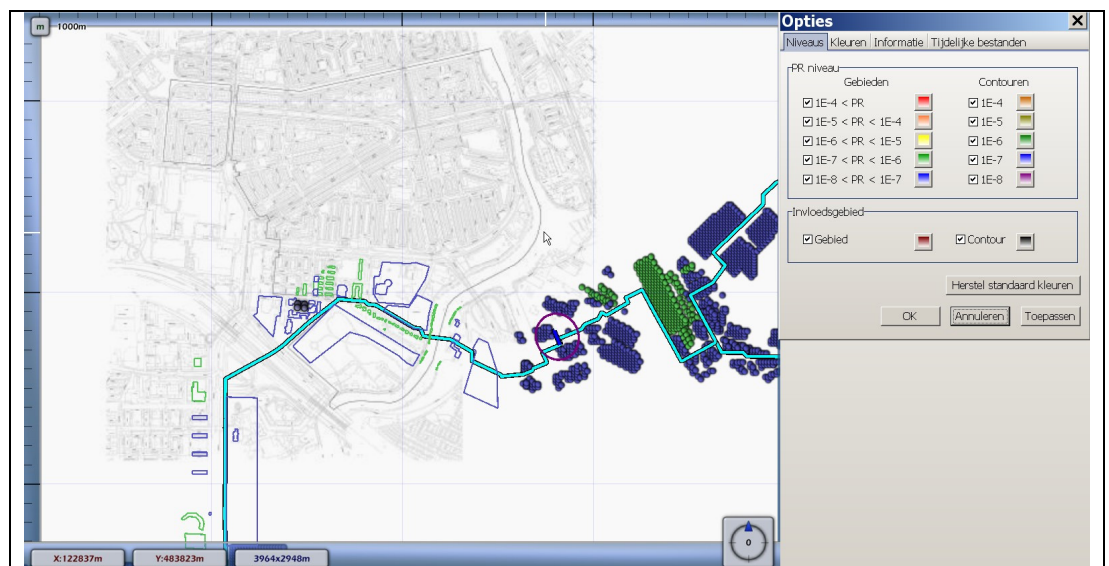 m
1000m
Opties
Niveaus Kleuren Informatie Tijdelijke bestanden
PR niveau
Gebieden Contouren
1E-4 < PR 1E-4
1E-5 < PR < 1E-4 1E-5
1E-6 < PR < 1E-5 1E-6
1E-7 < PR < 1E-6 1E-7
1E-8 < PR < 1E-7 1E-8
Invloedsgebied
Gebied Contour
Herstel standaard kleuren
OK Annuleren Toepassen
0
X:122837m Y:483823m 3964x2948m